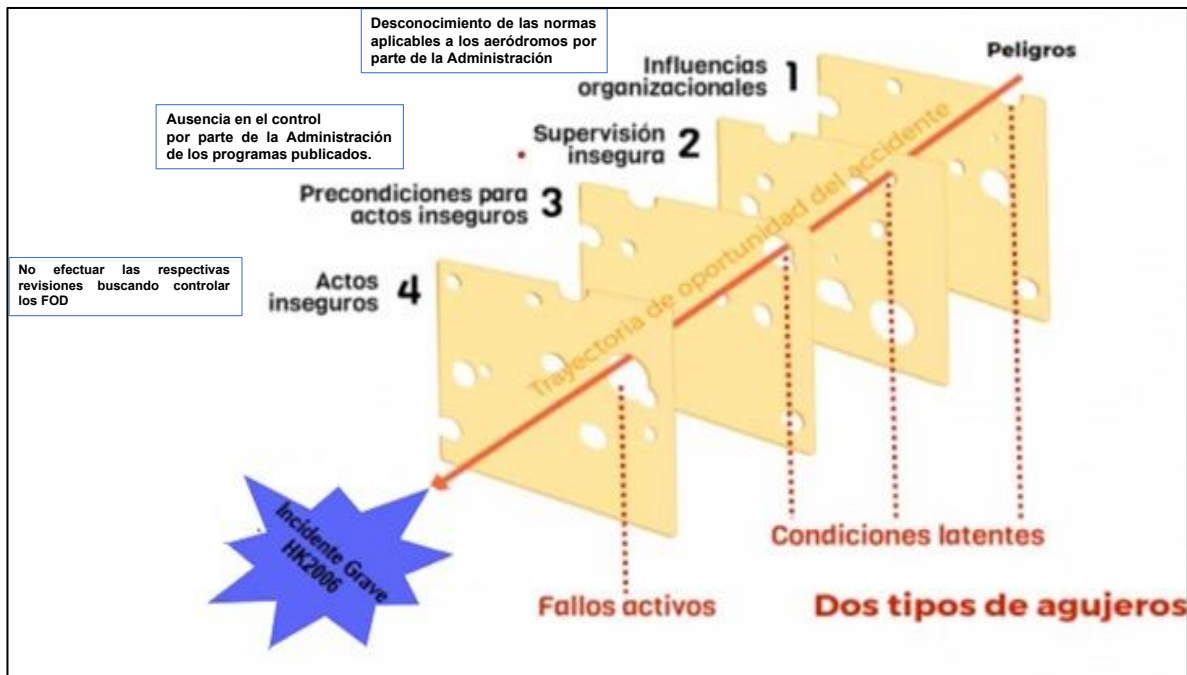 Desconocimiento de las normas
aplicables a los aeródromos por
parte de la Administración
Peligros
Influencias
organizacionales
1
Ausencia en el control
por parte de la Administración
de los programas publicados.
Supervisión
insegura
2
Precondiciones para
actos inseguros
3
Trayectoria de oportunidad del accidente
No efectuar las respectivas
revisiones buscando controlar
los FOD
Actos
inseguros
4
Incidente Grave
HK2006
Condiciones latentes
Fallos activos
Dos tipos de agujeros